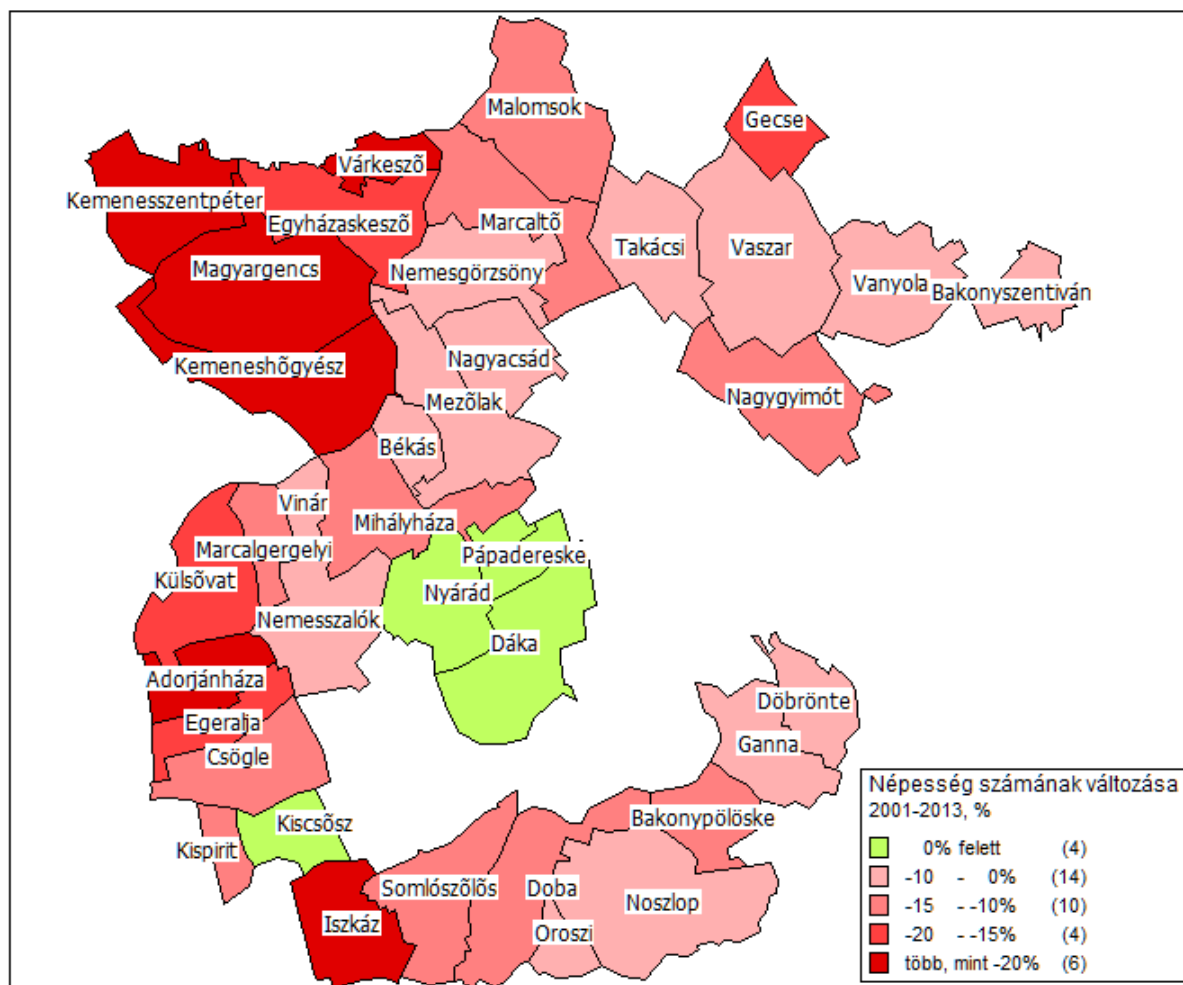 Malomsok
Gecse
Várkeszõ
Kemenesszentpéter
Egyházaskeszõ
Marcaltõ
Takácsi
Vaszar
Magyargencs
Nemesgörzsöny
Vanyola
Bakonyszentiván
Kemeneshõgyész
Nagyacsád
Mezõlak
Nagygyimót
Békás
Vinár
Mihályháza
Marcalgergelyi
Pápadereske
Külsõvat
Nyárád
Nemesszalók
Dáka
Adorjánháza
Döbrönte
Egeralja
Ganna
Csögle
Kiscsõsz
Bakonypölöske
Kispirit
Somlószõlõs
Doba
Noszlop
Iszkáz
Oroszi
Népesség számának változása
2001-2013, %
0% felett (4)
-10 - 0% (14)
-15 - -10% (10)
-20 - -15% (4)
több, mint -20% (6)